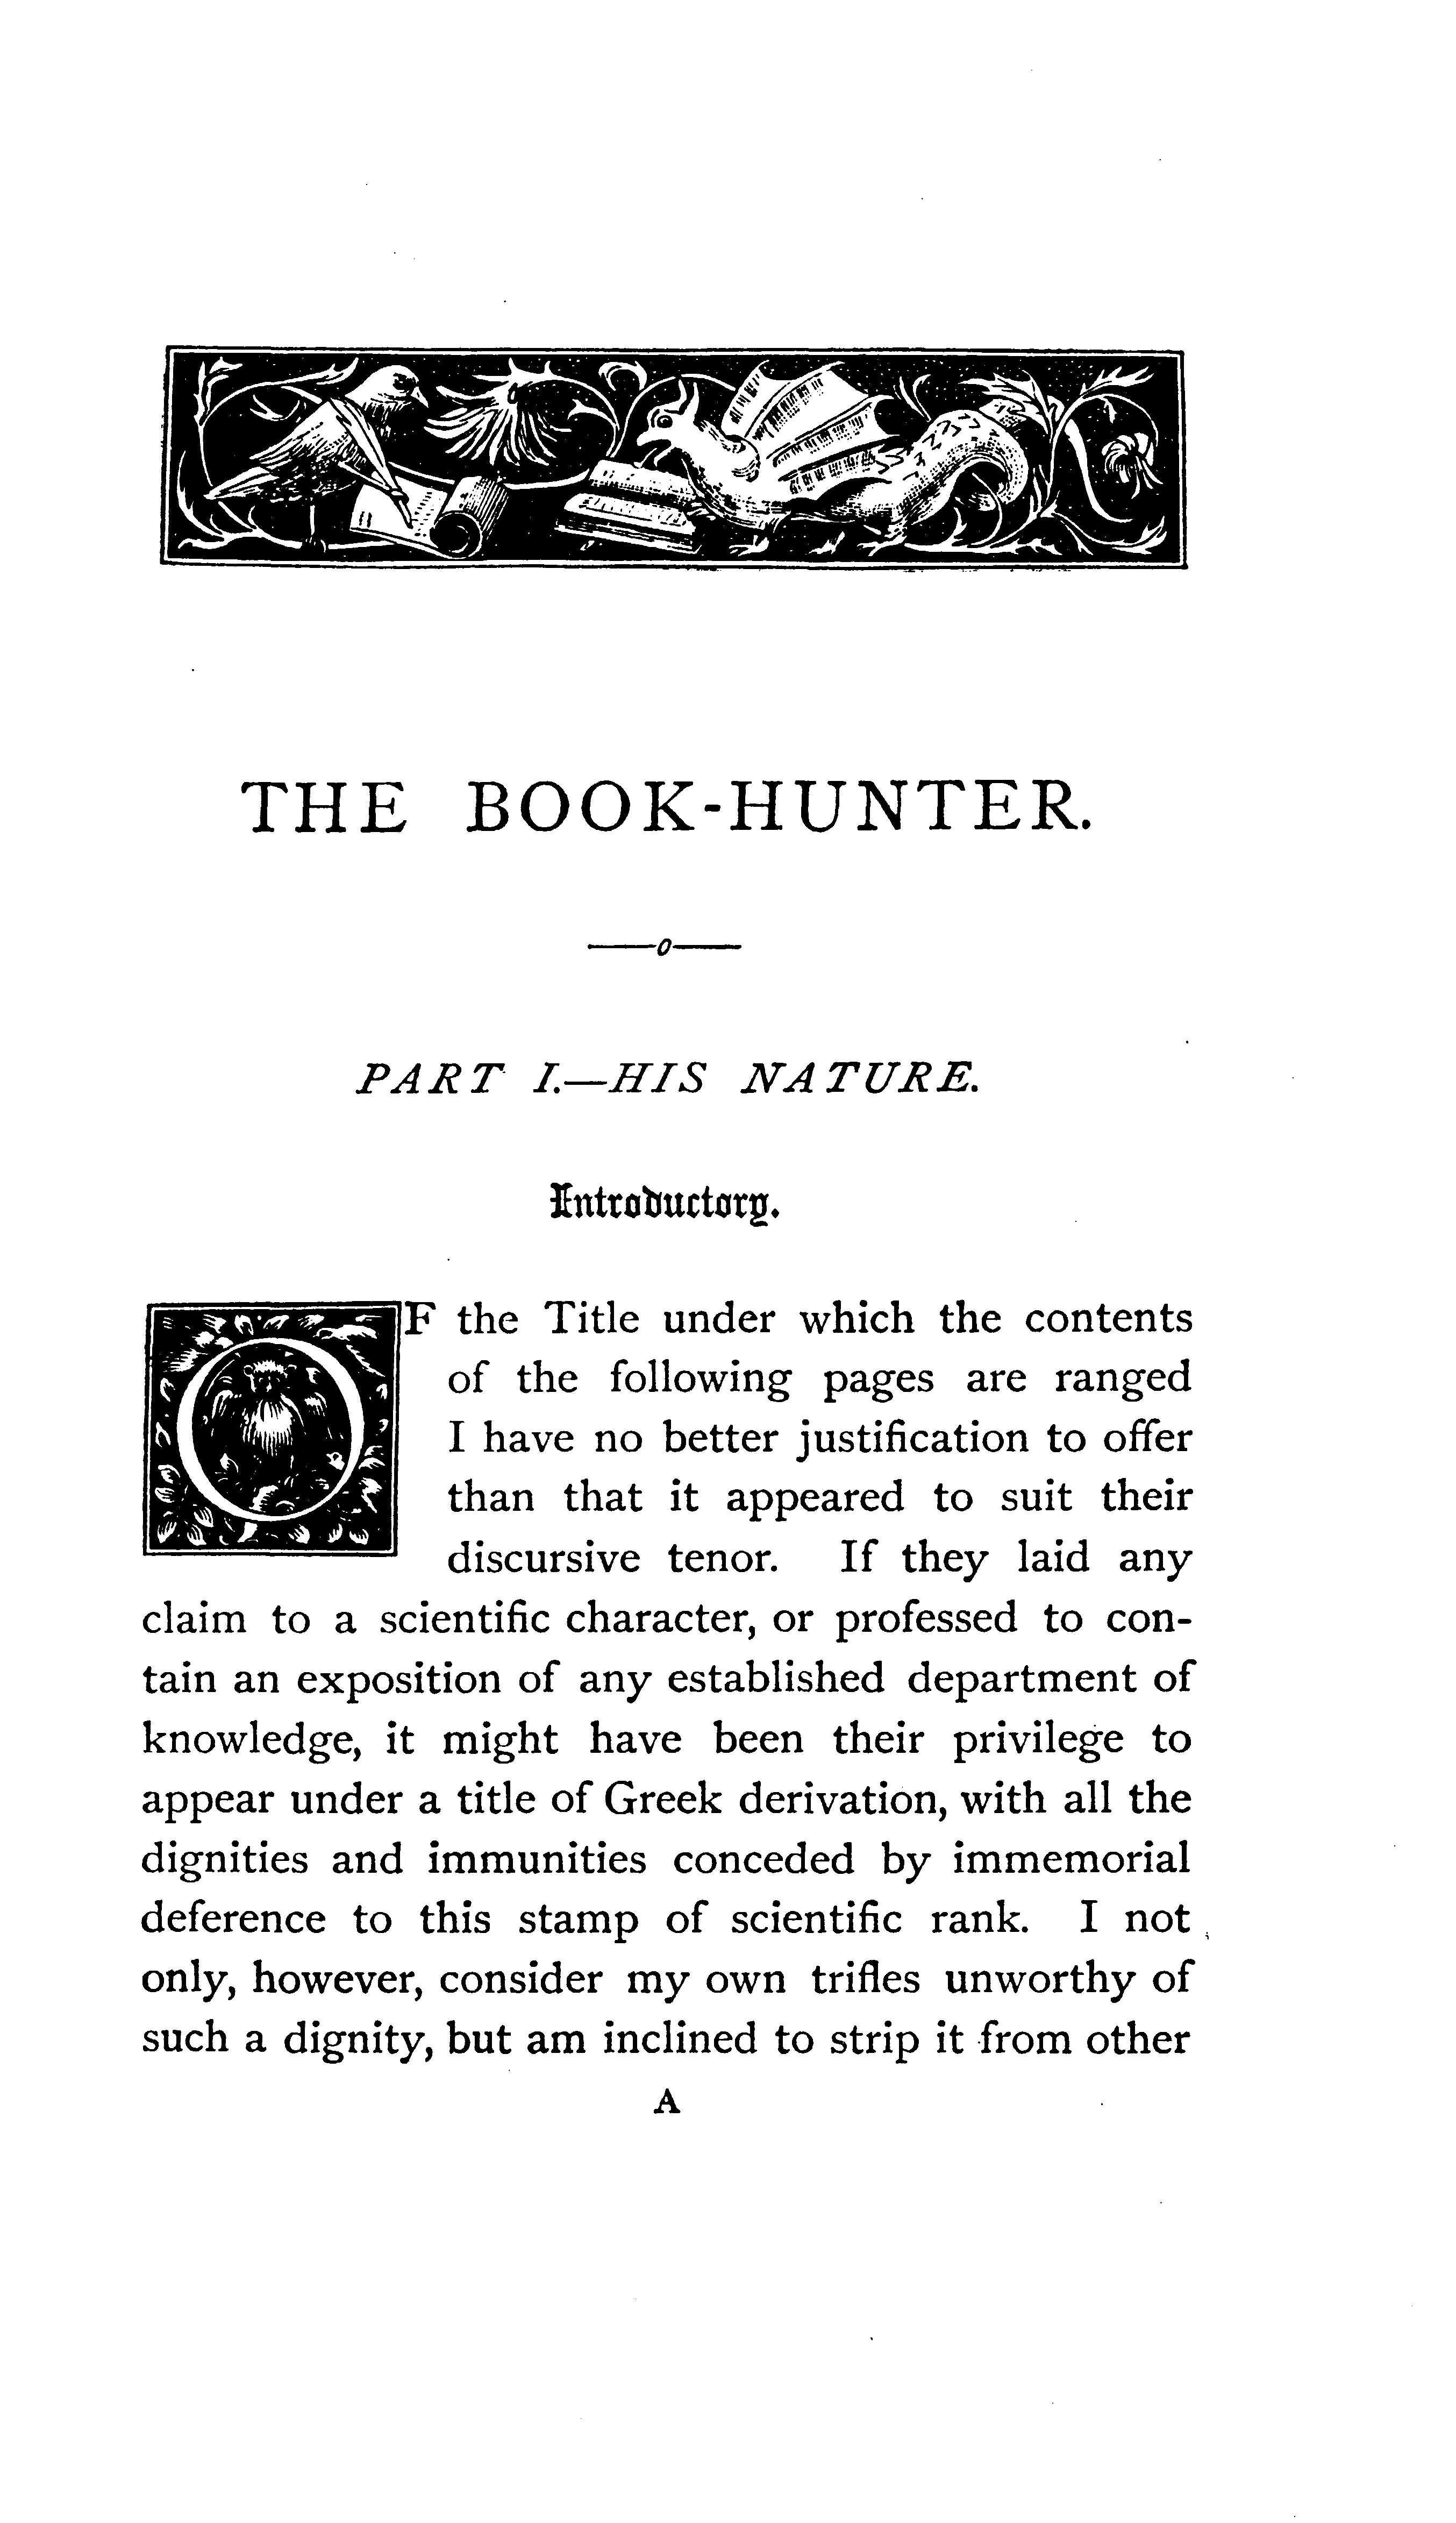 THE BOOK-HUNTER.
PART I.—HIS NATURE.
Introductory.
OF the Title under which the contents
of the following pages are ranged
I have no better justification to offer
than that it appeared to suit their
discursive tenor. If they laid any
claim to a scientific character, or professed to con-
tain an exposition of any established department of
knowledge, it might have been their privilege to
appear under a title of Greek derivation, with all the
dignities and immunities conceded by immemorial
deference to this stamp of scientific rank. I not
only, however, consider my own trifles unworthy of
such a dignity, but am inclined to strip it from other
A